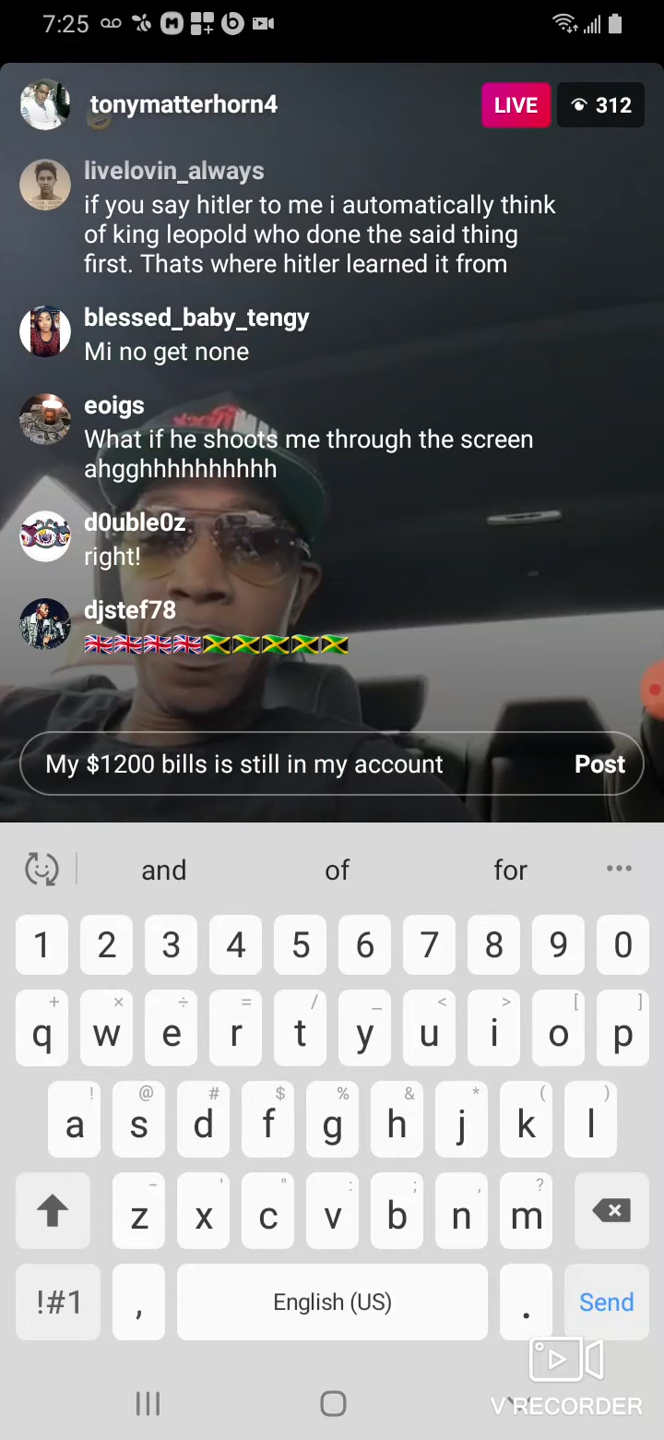 7:25
tonymatterhorn4
LIVE
312
livelovin_always
if you say hitler to me i automatically think
of king leopold who done the said thing
first. Thats where hitler learned it from
blessed_baby_tengy
Mi no get none
eoigs
What if he shoots me through the screen
ahgghhhhhhhhhh
d0uble0z
right!
djstef78
🇬🇧🇬🇧🇬🇧🇬🇧🇯🇲🇯🇲🇯🇲🇯🇲🇯🇲
My $1200 bills is still in my account Post
and of for
1 2 3 4 5 6 7 8 9 0
+ × ÷ = / _ < > [ ]
q w e r t y u i o p
! @ # $ % & * ( )
a s d f g h j k l
- ' " : ; , ?
z x c v b n m
!#1 , English (US) . Send
V RECORDER